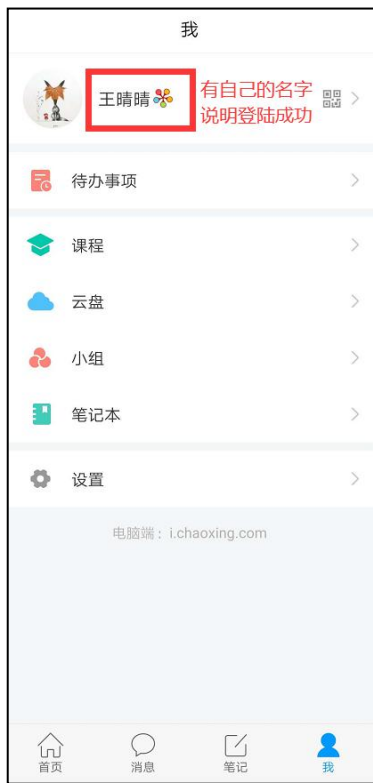 我
王晴晴
有自己的名字
说明登陆成功
待办事项
课程
云盘
小组
笔记本
设置
电脑端：i.chaoxing.com
首页
消息
笔记
我